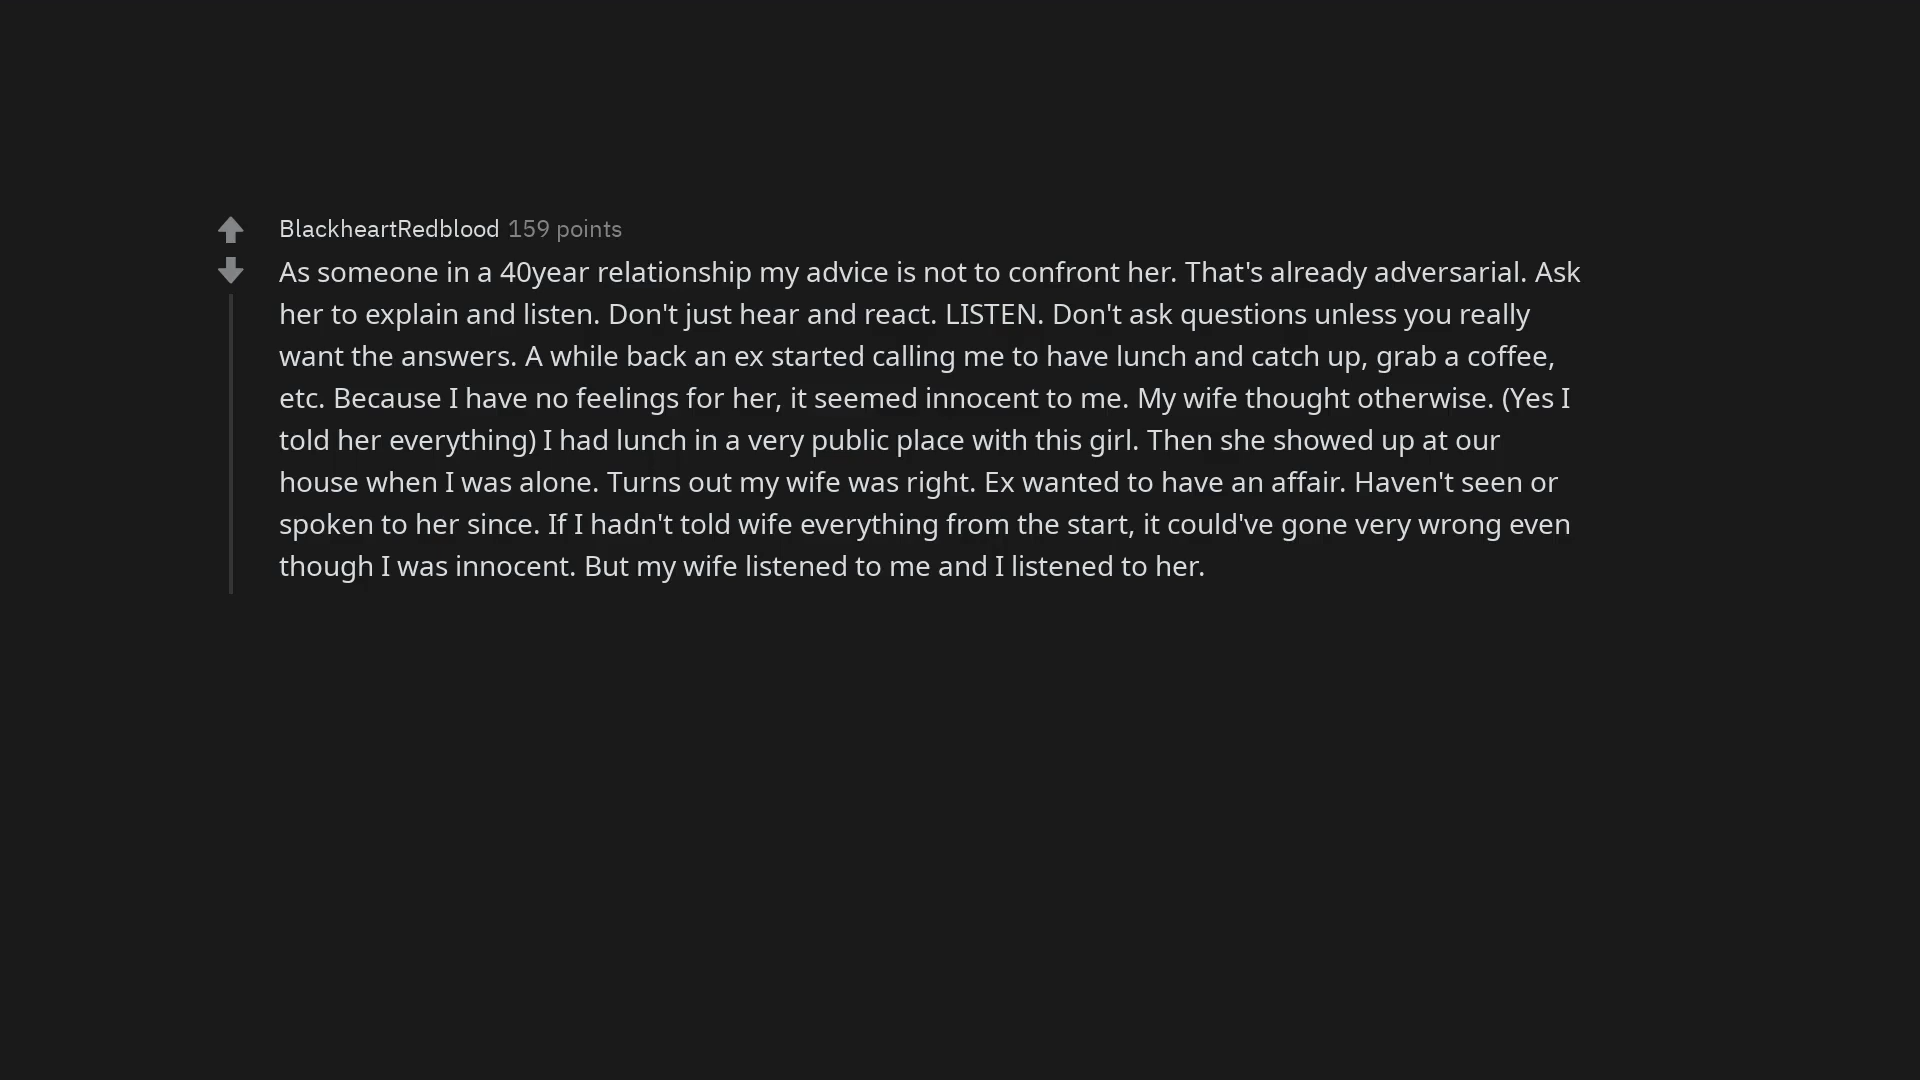 BlackheartRedblood 159 points
As someone in a 40year relationship my advice is not to confront her. That's already adversarial. Ask
her to explain and listen. Don't just hear and react. LISTEN. Don't ask questions unless you really
want the answers. A while back an ex started calling me to have lunch and catch up, grab a coffee,
etc. Because I have no feelings for her, it seemed innocent to me. My wife thought otherwise. (Yes I
told her everything) I had lunch in a very public place with this girl. Then she showed up at our
house when I was alone. Turns out my wife was right. Ex wanted to have an affair. Haven't seen or
spoken to her since. If I hadn't told wife everything from the start, it could've gone very wrong even
though I was innocent. But my wife listened to me and I listened to her.